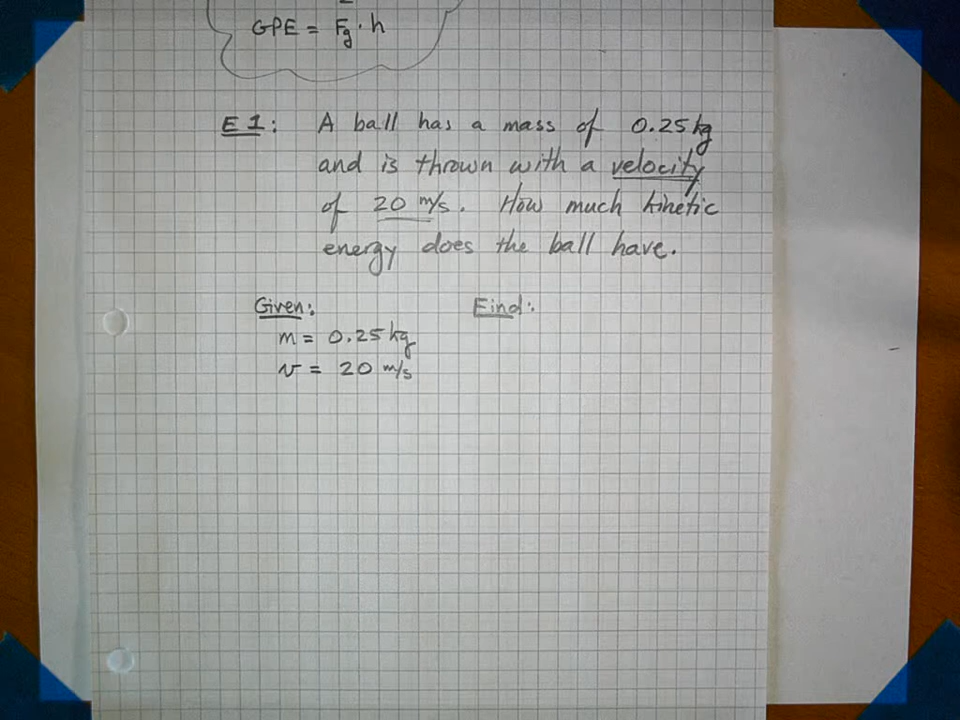 GPE = Fg · h
E1: A ball has a mass of 0.25 kg
and is thrown with a velocity
of 20 m/s. How much kinetic
energy does the ball have.
Given: Find:
m = 0.25 kg
v = 20 m/s